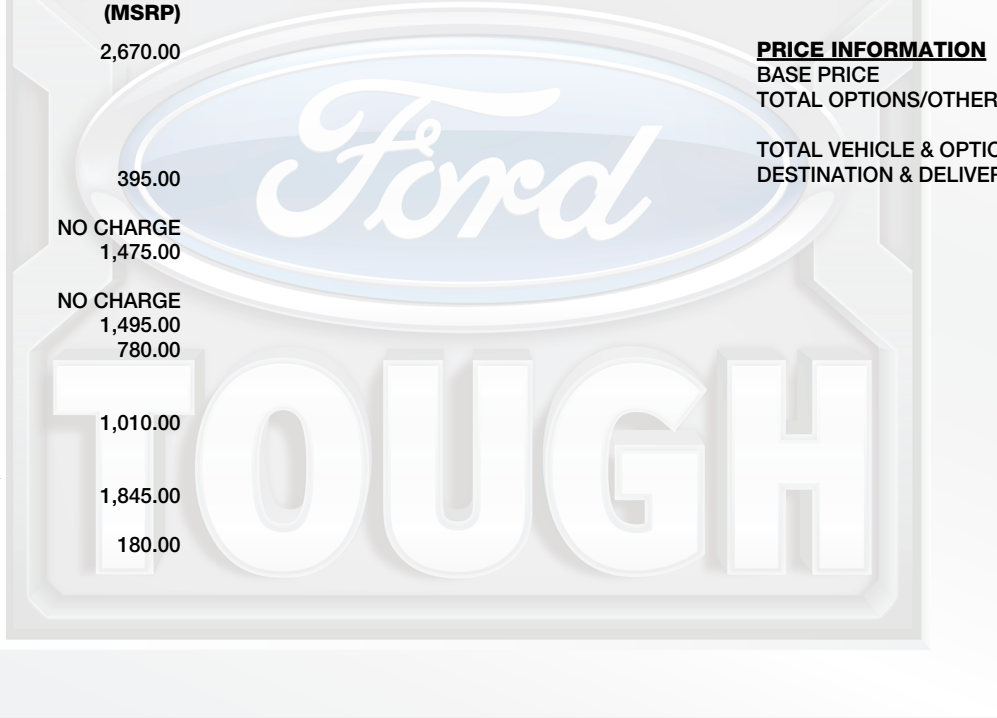 (MSRP)
2,670.00
395.00
NO CHARGE
1,475.00
NO CHARGE
1,495.00
780.00
1,010.00
1,845.00
180.00
PRICE INFORMATION
BASE PRICE
TOTAL OPTIONS/OTHER
TOTAL VEHICLE & OPTIO
DESTINATION & DELIVER
Ford
TOUGH